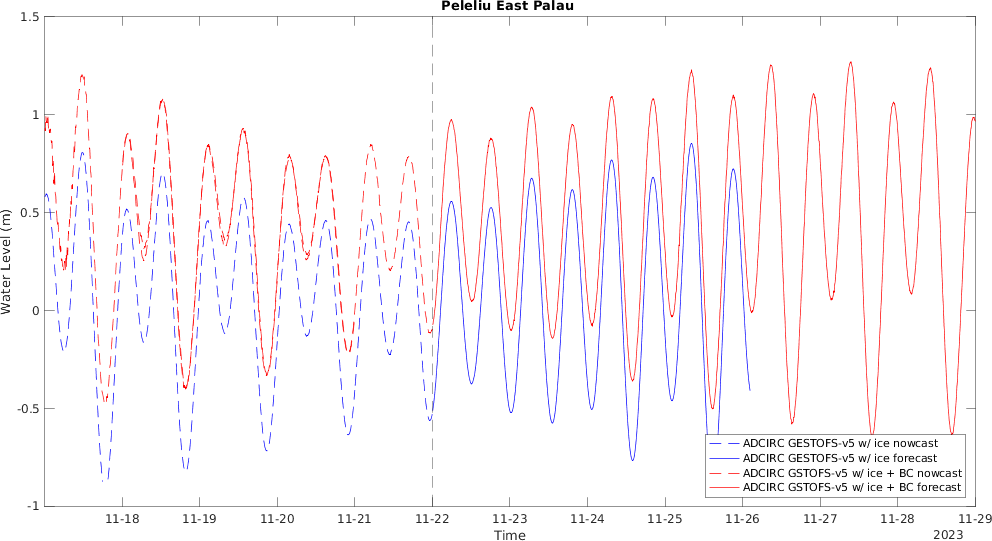 Peleliu East Palau
1.5
1
0.5
0
-0.5
-1
Water Level (m)
11-18
11-19
11-20
11-21
11-22
11-23
11-24
11-25
11-26
11-27
11-28
11-29
Time
2023
ADCIRC GESTOFS-v5 w/ ice nowcast
ADCIRC GESTOFS-v5 w/ ice forecast
ADCIRC GSTOFS-v5 w/ ice + BC nowcast
ADCIRC GSTOFS-v5 w/ ice + BC forecast